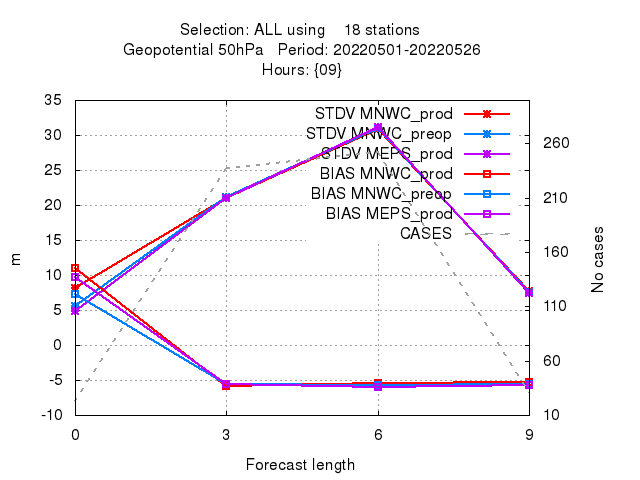 Selection: ALL using    18 stations
Geopotential 50hPa   Period: 20220501-20220526
Hours: {09}
35
30
25
20
15
10
5
0
-5
-10
m
STDV MNWC_prod
STDV MNWC_preop
STDV MEPS_prod
BIAS MNWC_prod
BIAS MNWC_preop
BIAS MEPS_prod
CASES
260
210
160
110
60
10
No cases
0 3 6 9
Forecast length